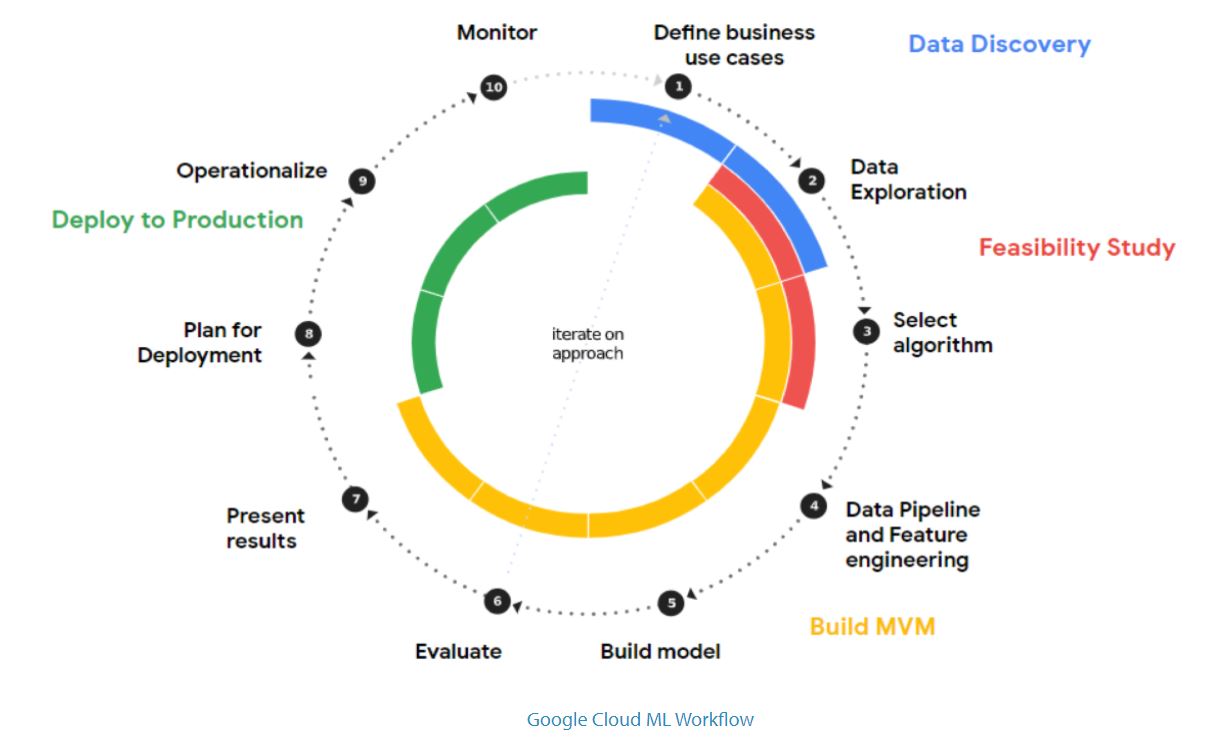 Monitor
10
Define business
use cases
1
Data Discovery
Data
Exploration
2
Feasibility Study
Select
algorithm
3
Data Pipeline
and Feature
engineering
4
Build MVM
Build model
5
Evaluate
6
Present
results
7
Plan for
Deployment
8
Deploy to Production
Operationalize
9
iterate on
approach
Google Cloud ML Workflow